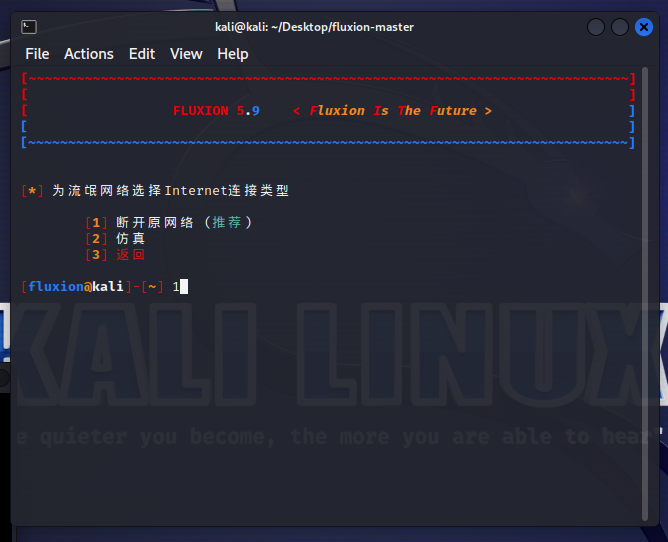 kali@kali: ~/Desktop/fluxion-master
File Actions Edit View Help
[~~~~~~~~~~~~~~~~~~~~~~~~~~~~~~~~~~~~~~~~~~~~~~~~~~~~~~~~~~~~~~~~~~~~~~~~~~]
[ ]
[ FLUXION 5.9 < Fluxion Is The Future > ]
[ ]
[~~~~~~~~~~~~~~~~~~~~~~~~~~~~~~~~~~~~~~~~~~~~~~~~~~~~~~~~~~~~~~~~~~~~~~~~~~]
[*] 为流氓网络选择Internet连接类型
[1] 断开原网络（推荐）
[2] 仿真
[3] 返回
[fluxion@kali]-[~] 1
KALI LINUX
quieter you become, the more you are able to hear"